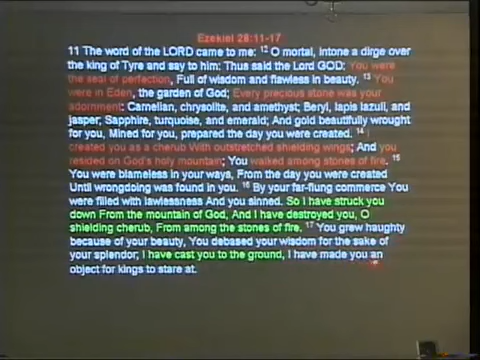 Ezekiel 28:11-17
11 The word of the LORD came to me: 12 O mortal, intone a dirge over
the king of Tyre and say to him: Thus said the Lord GOD: You were
the seal of perfection, Full of wisdom and flawless in beauty. 13 You
were in Eden, the garden of God; Every precious stone was your
adornment: Carnelian, chrysolite, and amethyst; Beryl, lapis lazuli, and
jasper; Sapphire, turquoise, and emerald; And gold beautifully wrought
for you, Mined for you, prepared the day you were created. 14 I
created you as a cherub With outstretched shielding wings; And you
resided on God's holy mountain; You walked among stones of fire. 15
You were blameless in your ways, From the day you were created
Until wrongdoing was found in you. 16 By your far-flung commerce You
were filled with lawlessness And you sinned. So I have struck you
down From the mountain of God, And I have destroyed you, O
shielding cherub, From among the stones of fire. 17 You grew haughty
because of your beauty, You debased your wisdom for the sake of
your splendor; I have cast you to the ground, I have made you an
object for kings to stare at.